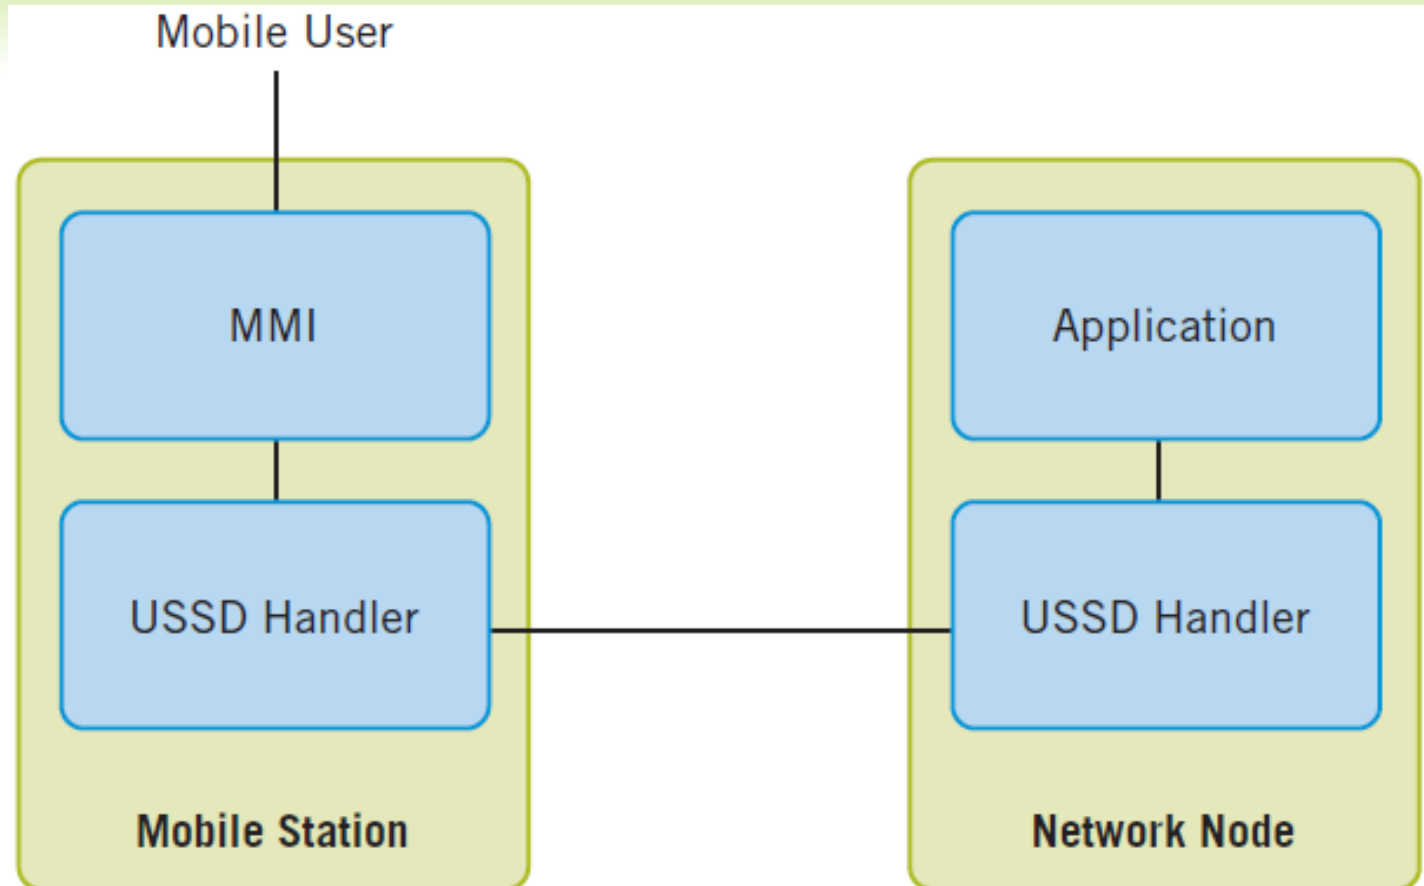 Mobile User
MMI
USSD Handler
Mobile Station
Application
USSD Handler
Network Node